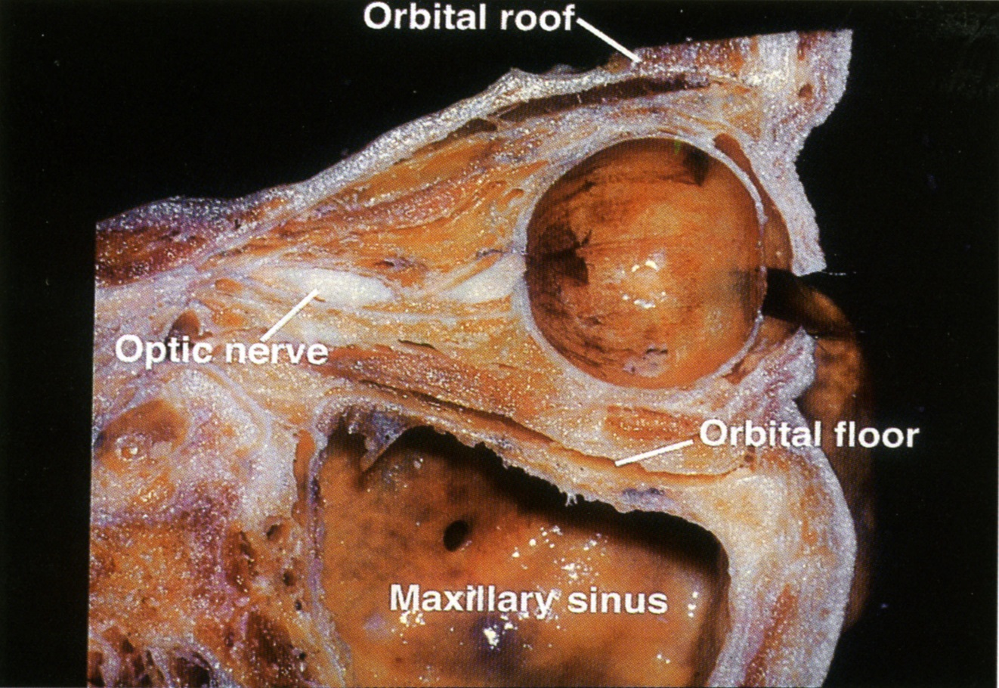 Orbital roof
Optic nerve
Orbital floor
Maxillary sinus